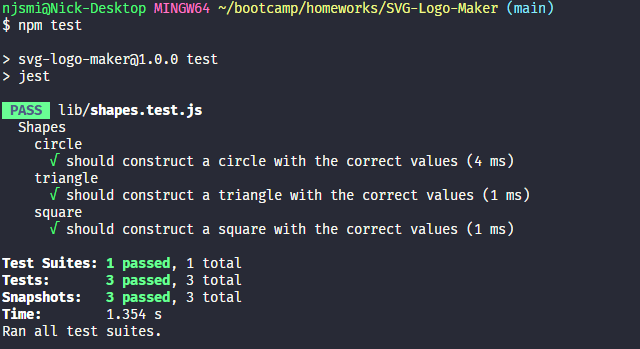 njsmi@Nick-Desktop MINGW64 ~/bootcamp/homeworks/SVG-Logo-Maker (main)
$ npm test
> svg-logo-maker@1.0.0 test
> jest
PASS lib/shapes.test.js
Shapes
circle
√ should construct a circle with the correct values (4 ms)
triangle
√ should construct a triangle with the correct values (1 ms)
square
√ should construct a square with the correct values (1 ms)
Test Suites: 1 passed, 1 total
Tests: 3 passed, 3 total
Snapshots: 3 passed, 3 total
Time: 1.354 s
Ran all test suites.